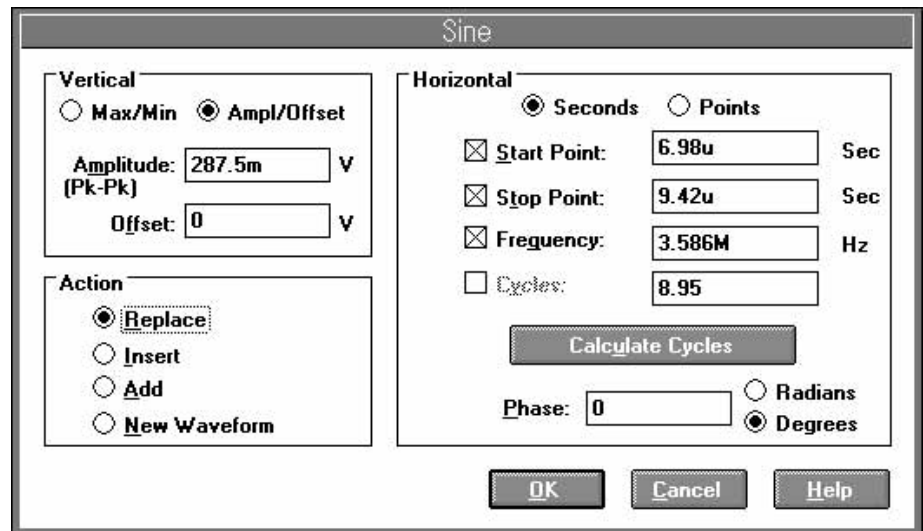 Sine
Vertical
Max/Min Ampl/Offset
Amplitude: 287.5m V
(Pk-Pk)
Offset: 0 V
Action
Replace
Insert
Add
New Waveform
Horizontal
Seconds Points
Start Point: 6.98u Sec
Stop Point: 9.42u Sec
Freguency: 3.586M Hz
Cycles: 8.95
Calculate Cycles
Phase: 0
Radians
Degrees
OK Cancel Help